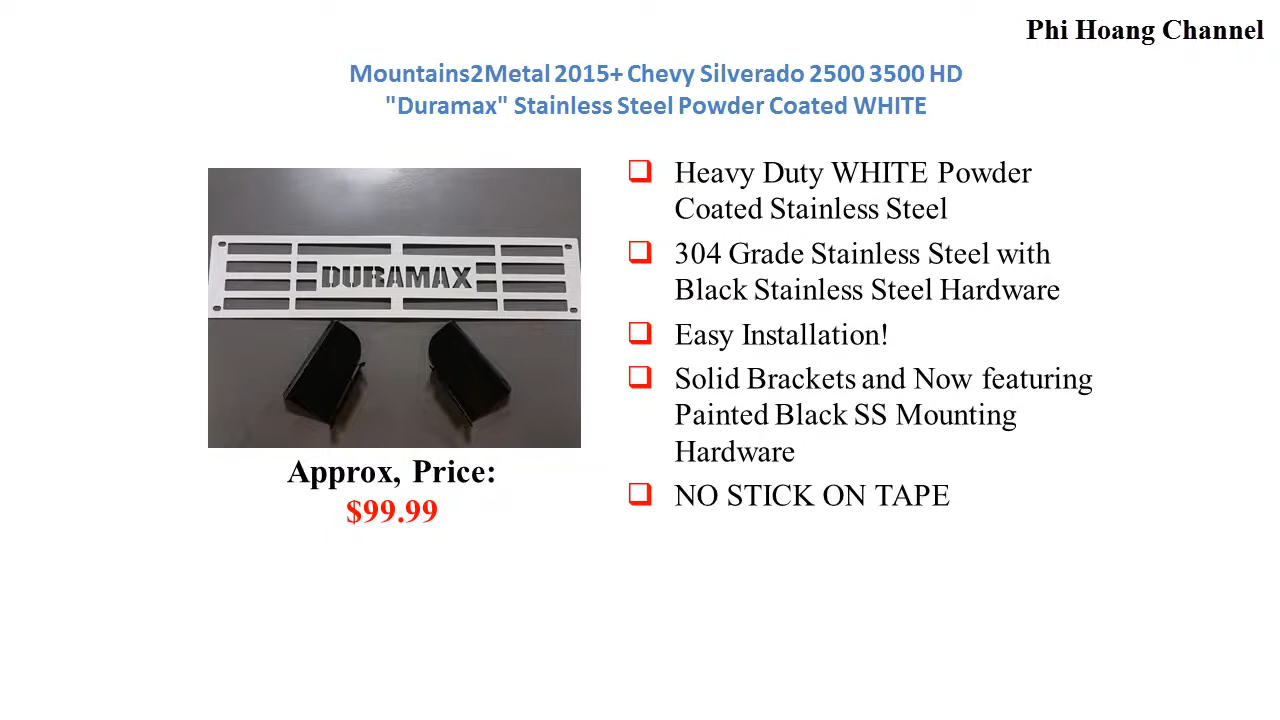 Phi Hoang Channel
Mountains2Metal 2015+ Chevy Silverado 2500 3500 HD
"Duramax" Stainless Steel Powder Coated WHITE
DURAMAX
Approx, Price:
$99.99
Heavy Duty WHITE Powder
Coated Stainless Steel
304 Grade Stainless Steel with
Black Stainless Steel Hardware
Easy Installation!
Solid Brackets and Now featuring
Painted Black SS Mounting
Hardware
NO STICK ON TAPE